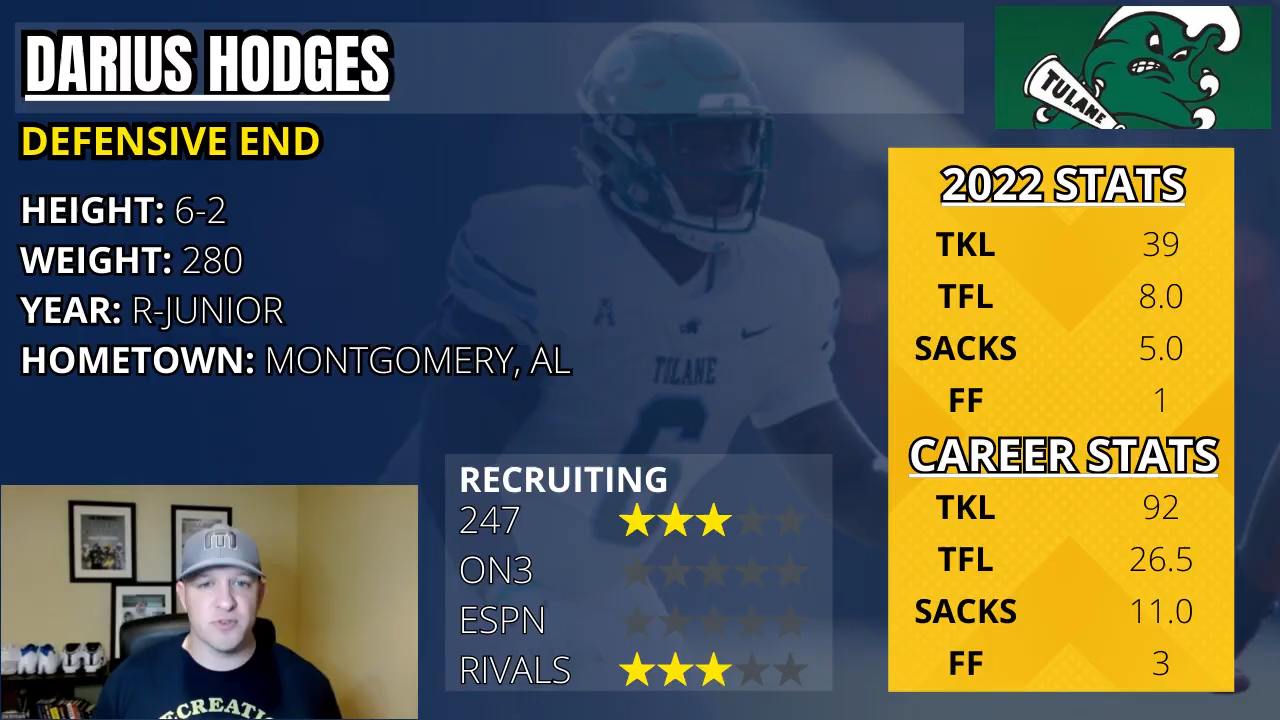 DARIUS HODGES
DEFENSIVE END
HEIGHT: 6-2
WEIGHT: 280
YEAR: R-JUNIOR
HOMETOWN: MONTGOMERY, AL
TULANE
2022 STATS
TKL 39
TFL 8.0
SACKS 5.0
FF 1
CAREER STATS
TKL 92
TFL 26.5
SACKS 11.0
FF 3
TULANE
6
RECRUITING
247
ON3
ESPN
RIVALS
ECREATI